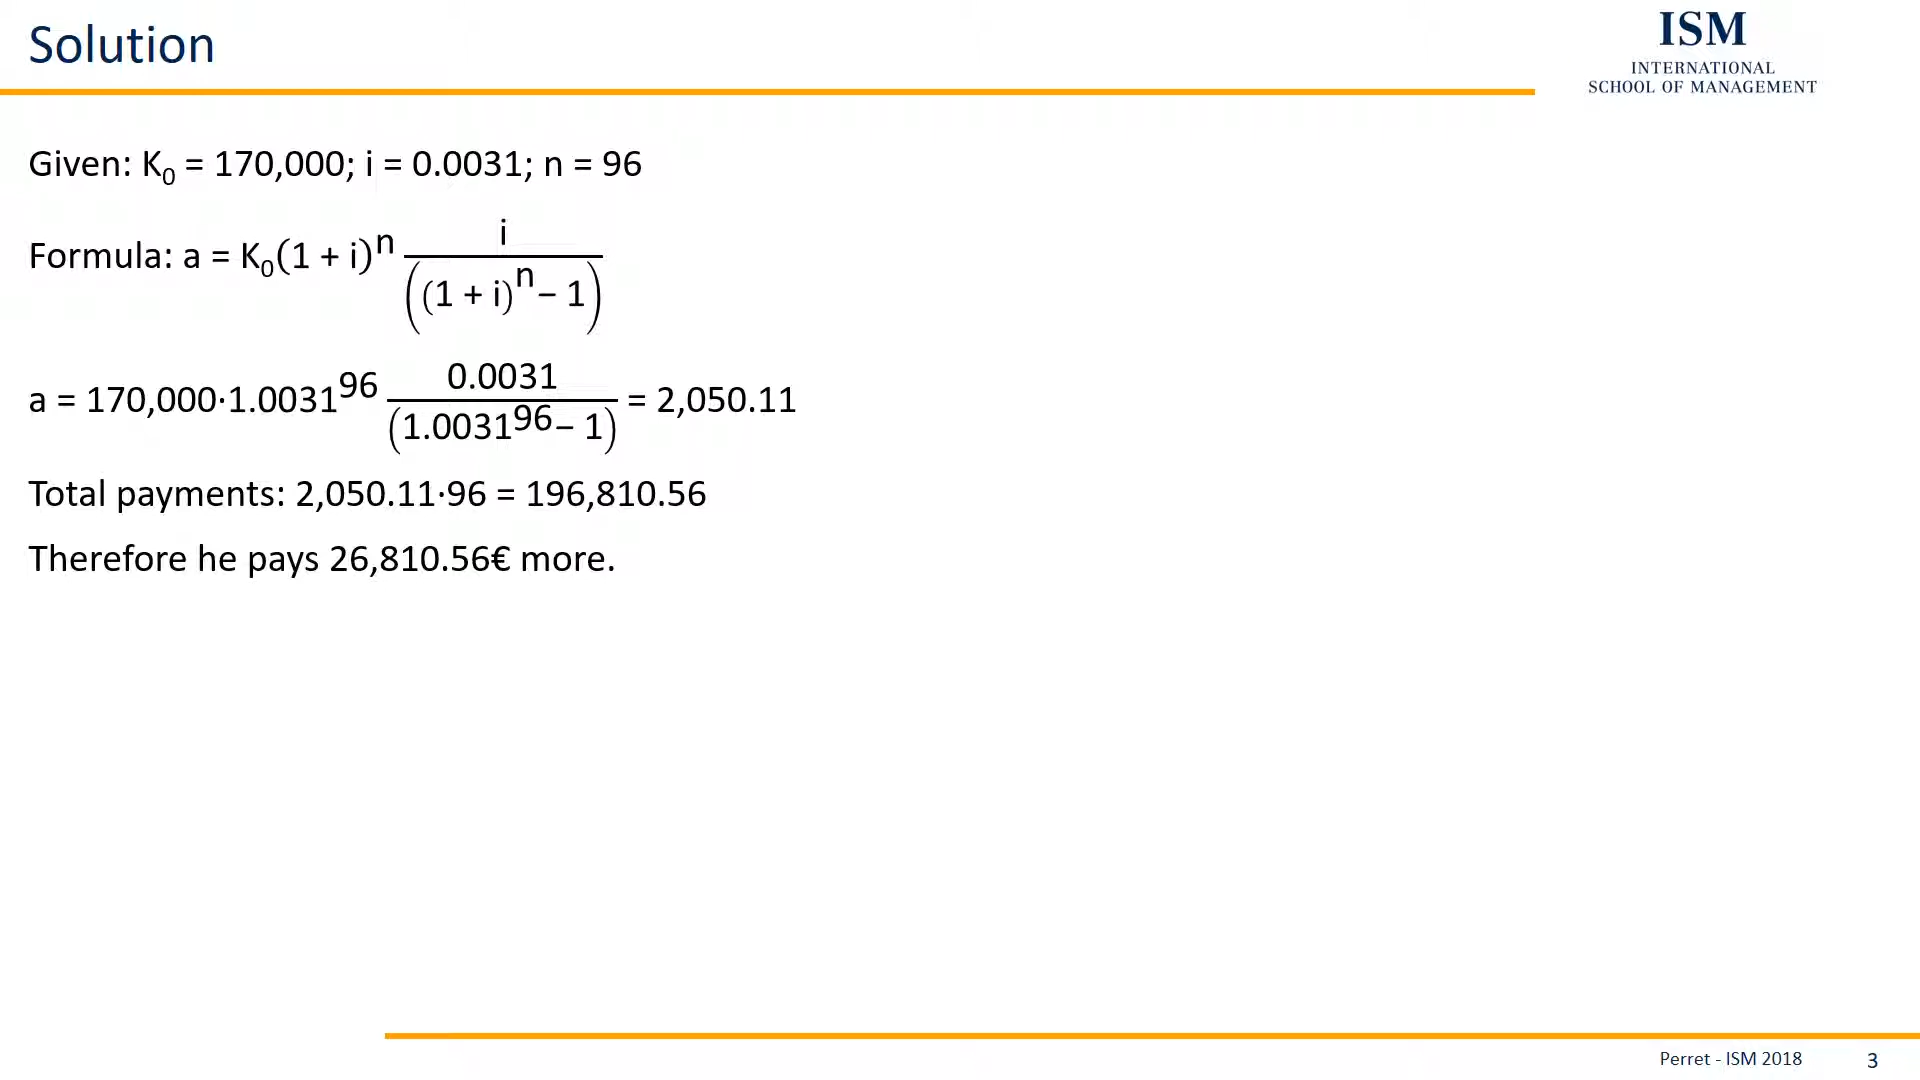 Solution
ISM
INTERNATIONAL
SCHOOL OF MANAGEMENT
Given: K₀ = 170,000; i = 0.0031; n = 96
Formula: a = K₀(1 + i)ⁿ i / ((1 + i)ⁿ − 1)
a = 170,000·1.0031⁹⁶ 0.0031 / (1.0031⁹⁶ − 1) = 2,050.11
Total payments: 2,050.11·96 = 196,810.56
Therefore he pays 26,810.56€ more.
Perret - ISM 2018
3